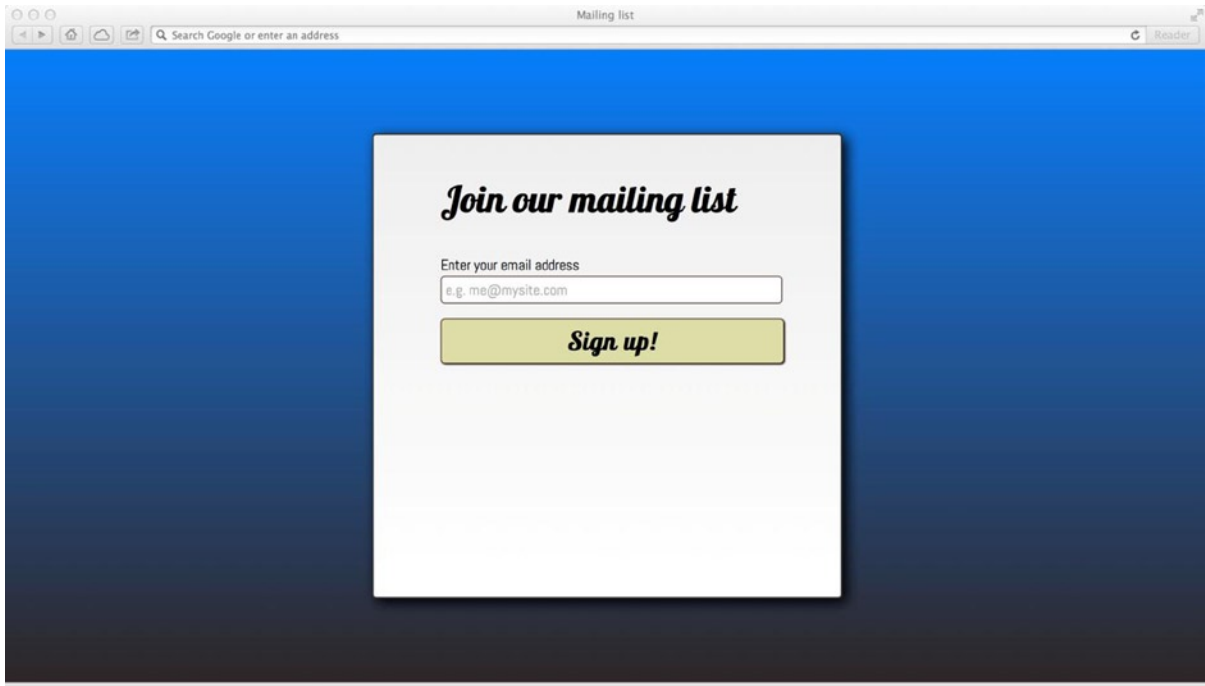 Mailing list
Search Google or enter an address
Reader
Join our mailing list
Enter your email address
e.g. me@mysite.com
Sign up!